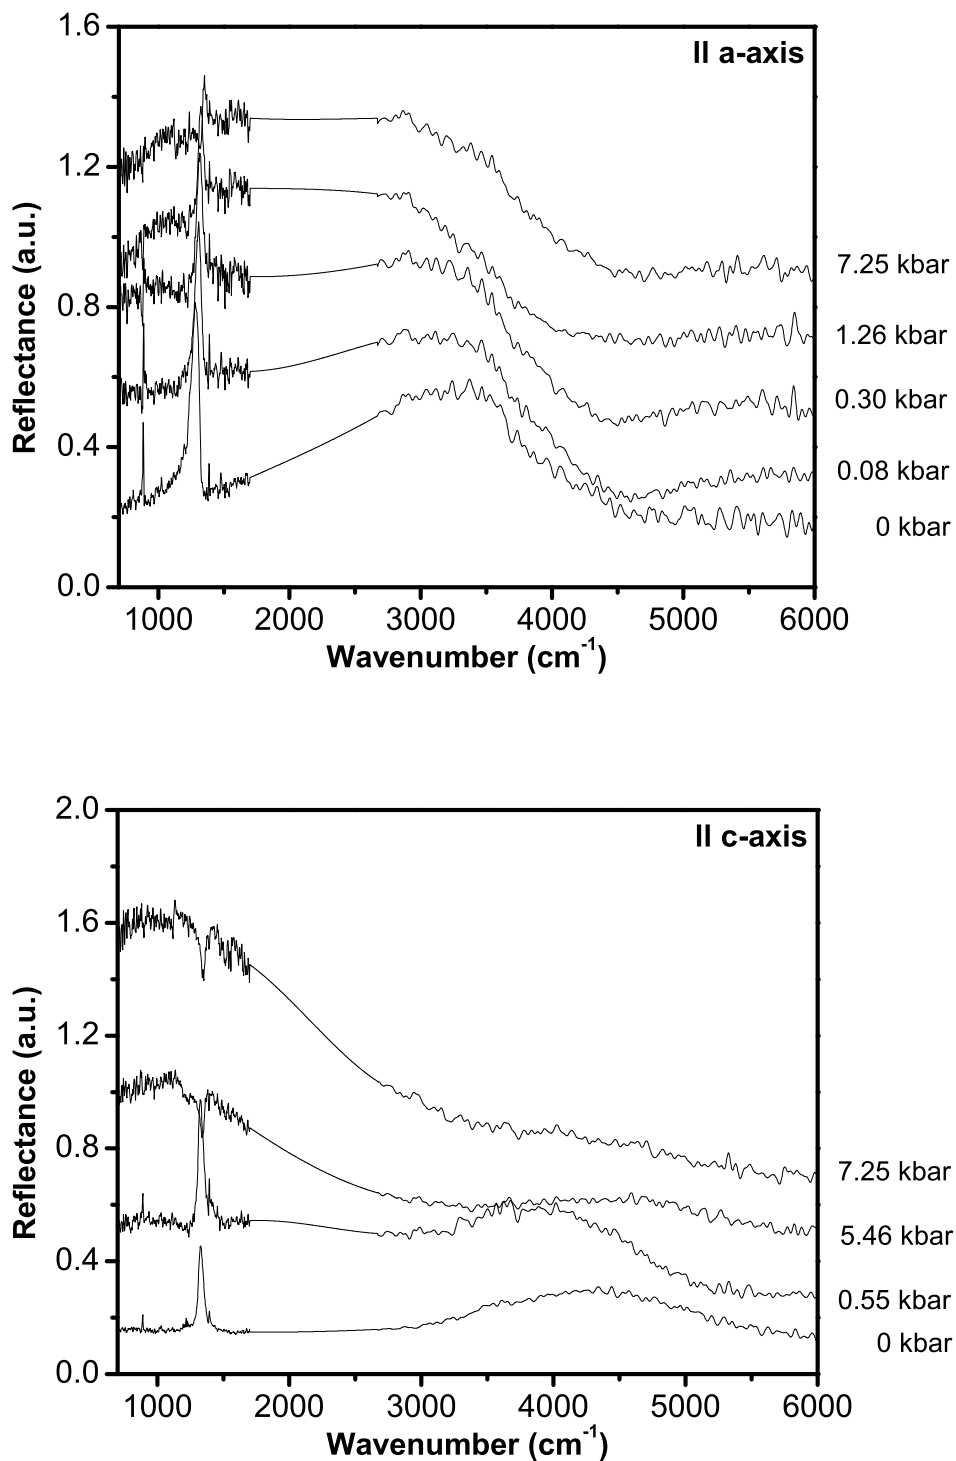 1.6
II a-axis
1.2
Reflectance (a.u.)
7.25 kbar
0.8
1.26 kbar
0.30 kbar
0.4
0.08 kbar
0 kbar
0.0
1000 2000 3000 4000 5000 6000
Wavenumber (cm-1)
2.0
II c-axis
1.6
Reflectance (a.u.)
1.2
0.8
7.25 kbar
5.46 kbar
0.4
0.55 kbar
0 kbar
0.0
1000 2000 3000 4000 5000 6000
Wavenumber (cm-1)